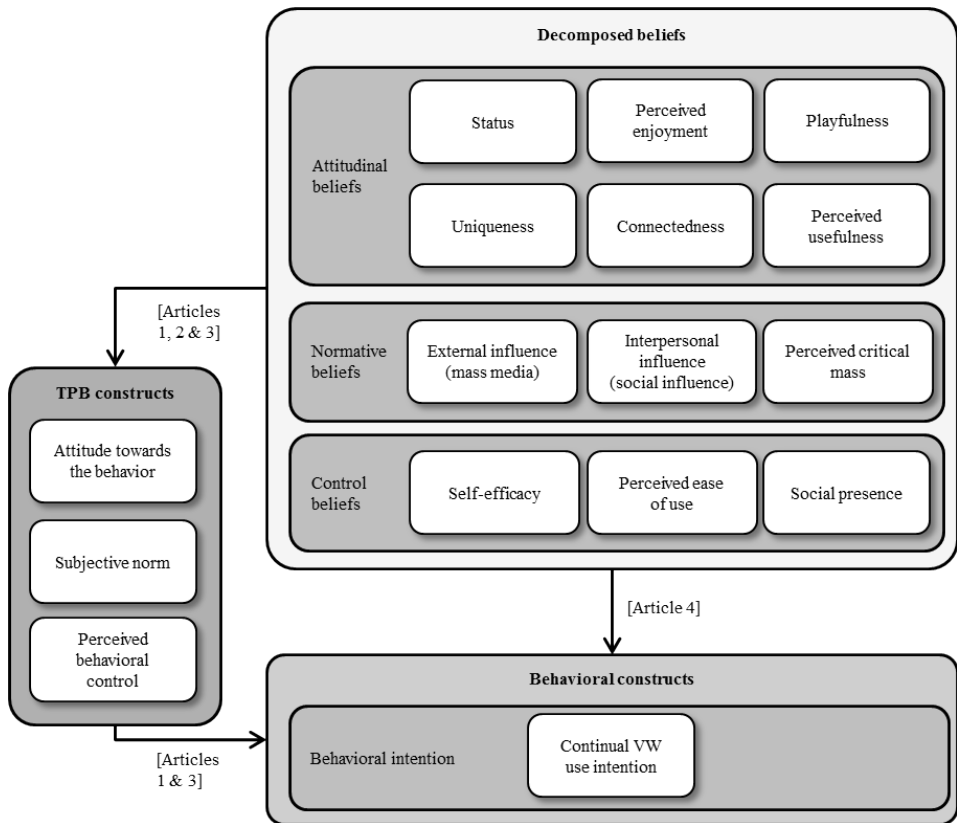 Decomposed beliefs
Attitudinal
beliefs
Status
Perceived
enjoyment
Playfulness
Uniqueness
Connectedness
Perceived
usefulness
[Articles
1, 2 & 3]
Normative
beliefs
External influence
(mass media)
Interpersonal
influence
(social influence)
Perceived critical
mass
Control
beliefs
Self-efficacy
Perceived ease
of use
Social presence
TPB constructs
Attitude towards
the behavior
Subjective norm
Perceived
behavioral
control
[Article 4]
[Articles
1 & 3]
Behavioral constructs
Behavioral intention
Continual VW
use intention